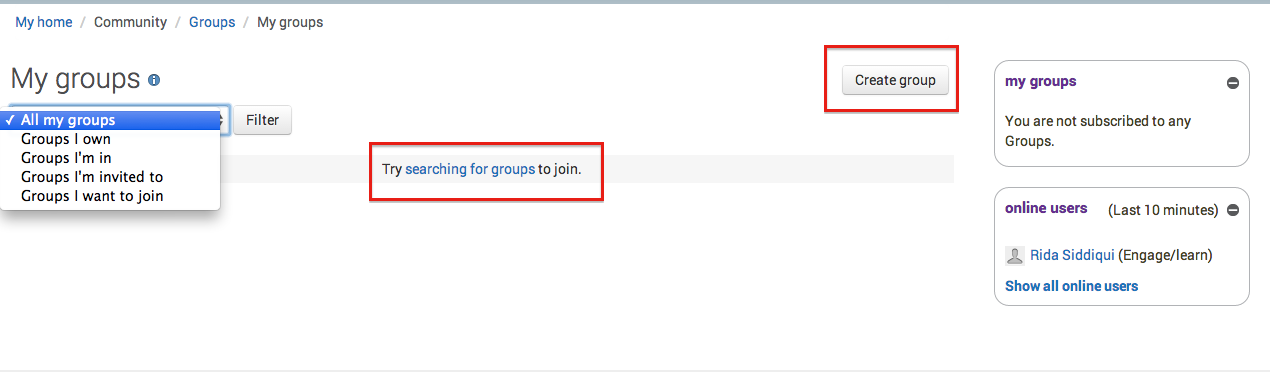 My home / Community / Groups / My groups
My groups
Create group
✓ All my groups
Filter
Groups I own
Groups I'm in
Groups I'm invited to
Groups I want to join
Try searching for groups to join.
my groups
You are not subscribed to any
Groups.
online users (Last 10 minutes)
Rida Siddiqui (Engage/learn)
Show all online users